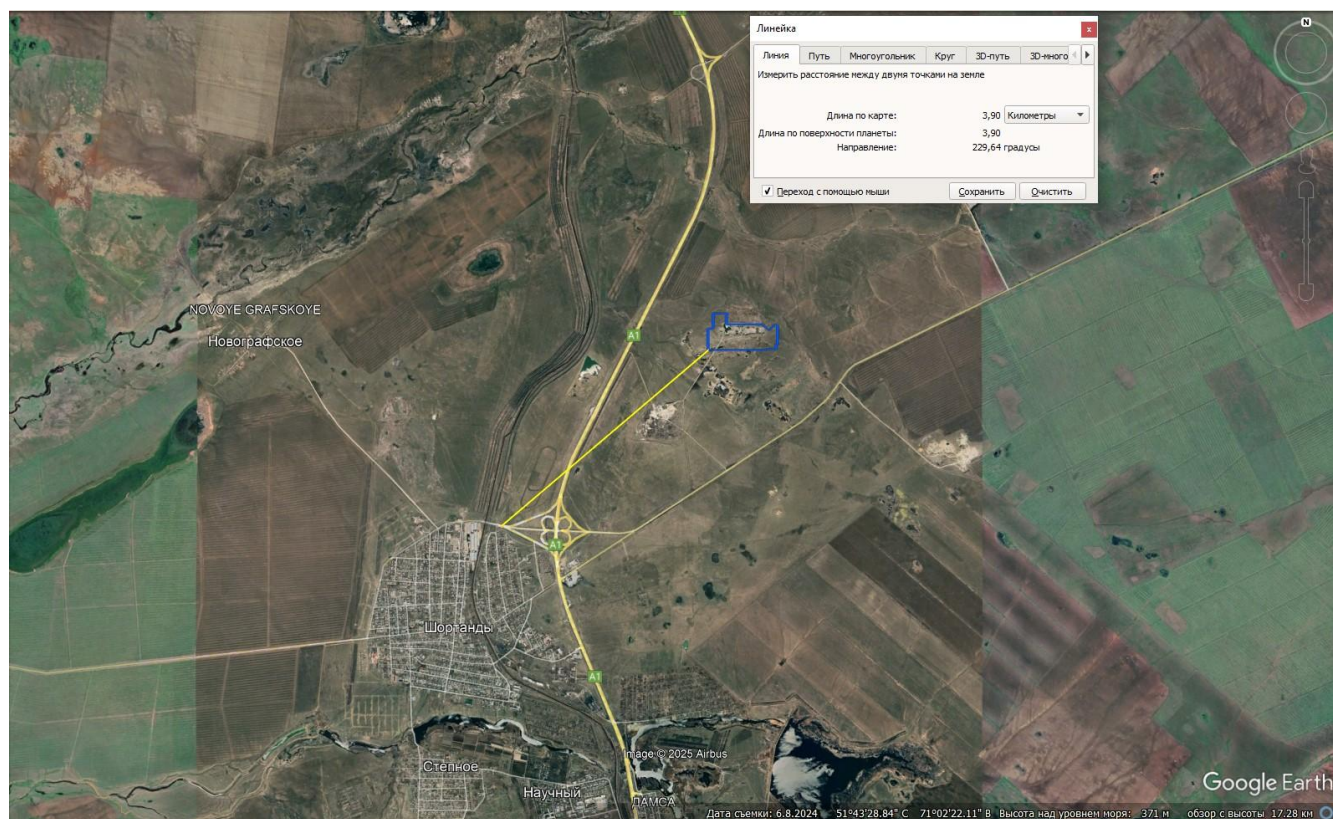 Линейка
x
Линия Путь Многоугольник Круг 3D-путь 3D-много
Измерить расстояние между двумя точками на земле
Длина по карте: 3,90 Километры
Длина по поверхности планеты: 3,90
Направление: 229,64 градусы
Переход с помощью мыши Сохранить Очистить
N
NOVOYE GRAFSKOYE
Новографское
A1
A1
Шортанды
A1
Image © 2025 Airbus
Степное
Научный
ДАМСА
Google Earth
Дата съемки: 6.8.2024 51°43'28.84" С 71°02'22.11" В Высота над уровнем моря: 371 м обзор с высоты 17.28 км